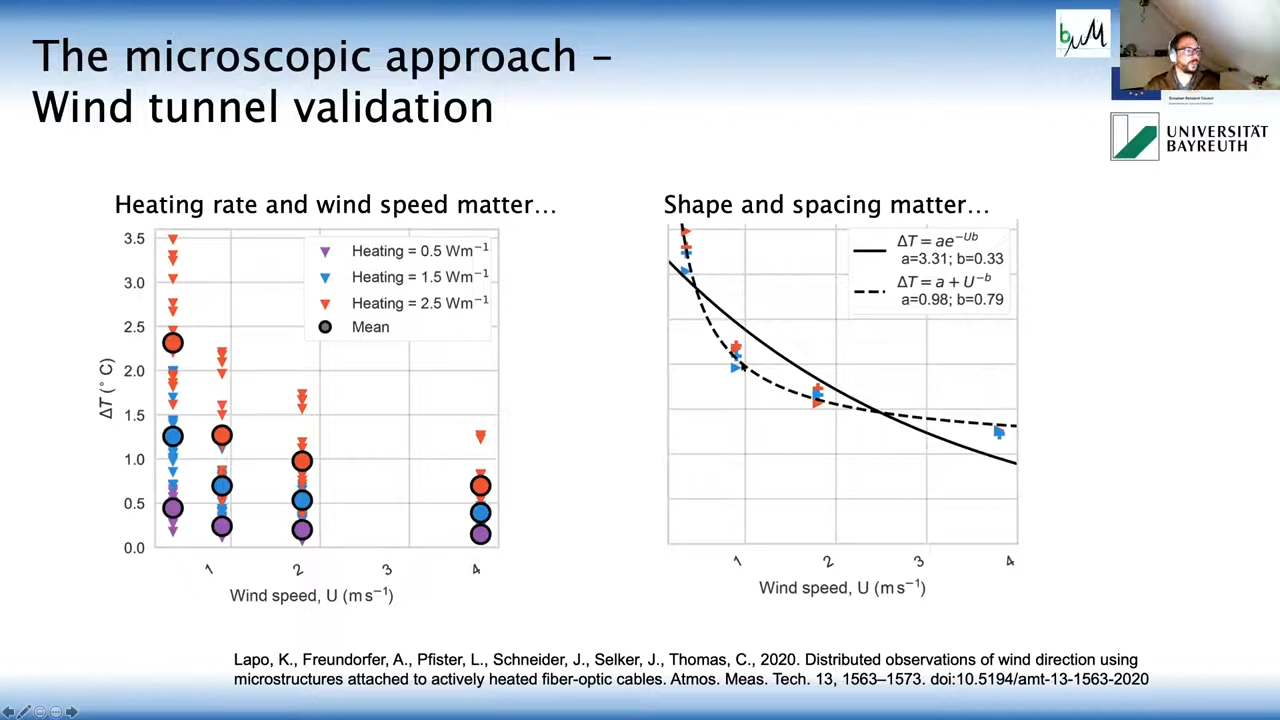 The microscopic approach –
Wind tunnel validation
bµM
European Research Council
UNIVERSITÄT
BAYREUTH
Heating rate and wind speed matter…
Shape and spacing matter…
3.5
3.0
2.5
2.0
1.5
1.0
0.5
0.0
ΔT (° C)
Heating = 0.5 Wm⁻¹
Heating = 1.5 Wm⁻¹
Heating = 2.5 Wm⁻¹
Mean
1 2 3 4
Wind speed, U (m s⁻¹)
ΔT = ae⁻ᵁᵇ
a=3.31; b=0.33
ΔT = a + U⁻ᵇ
a=0.98; b=0.79
1 2 3 4
Wind speed, U (m s⁻¹)
Lapo, K., Freundorfer, A., Pfister, L., Schneider, J., Selker, J., Thomas, C., 2020. Distributed observations of wind direction using
microstructures attached to actively heated fiber-optic cables. Atmos. Meas. Tech. 13, 1563–1573. doi:10.5194/amt-13-1563-2020